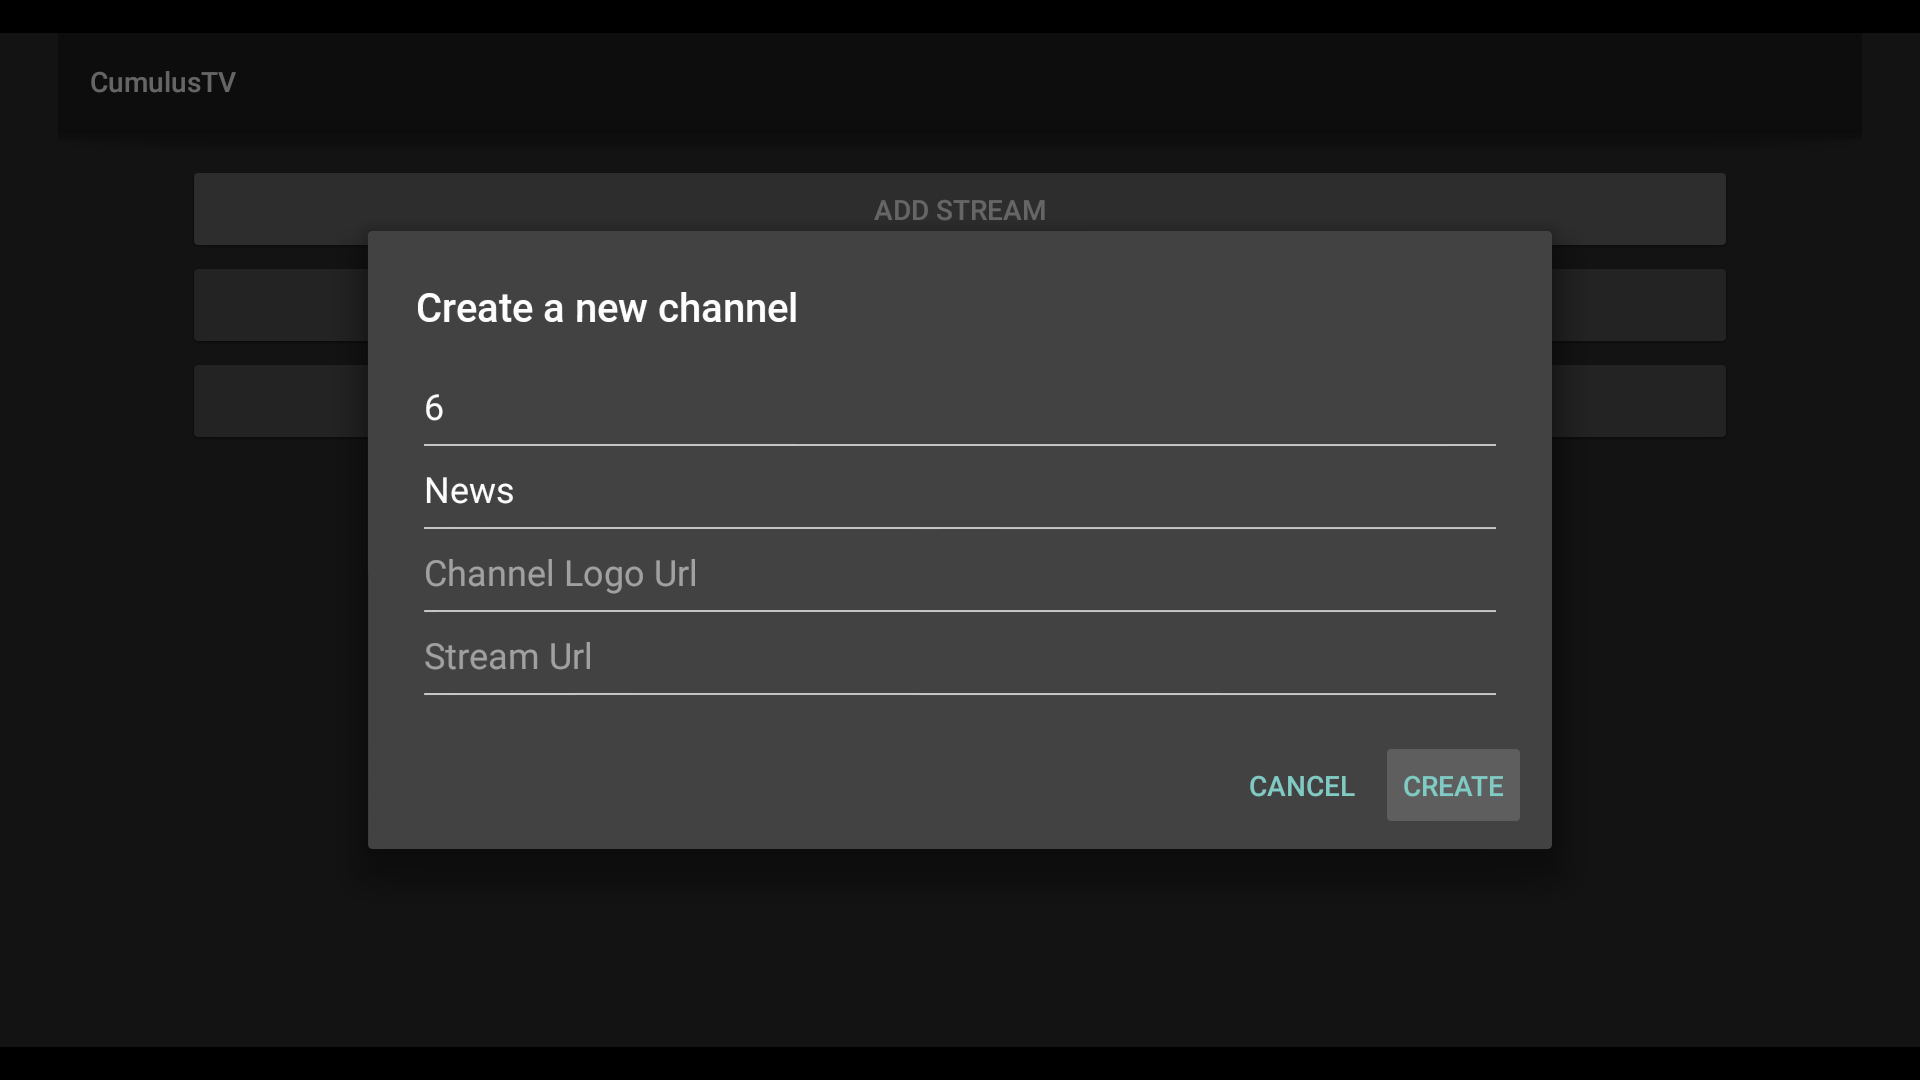 CumulusTV
ADD STREAM
Create a new channel
6
News
Channel Logo Url
Stream Url
CANCEL
CREATE